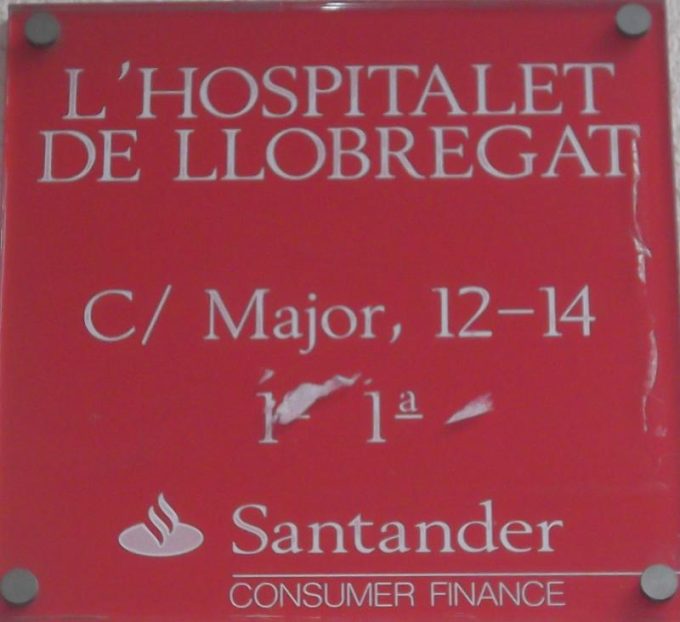 L'HOSPITALET
DE LLOBREGAT
C/ Major, 12-14
1ª
Santander
CONSUMER FINANCE